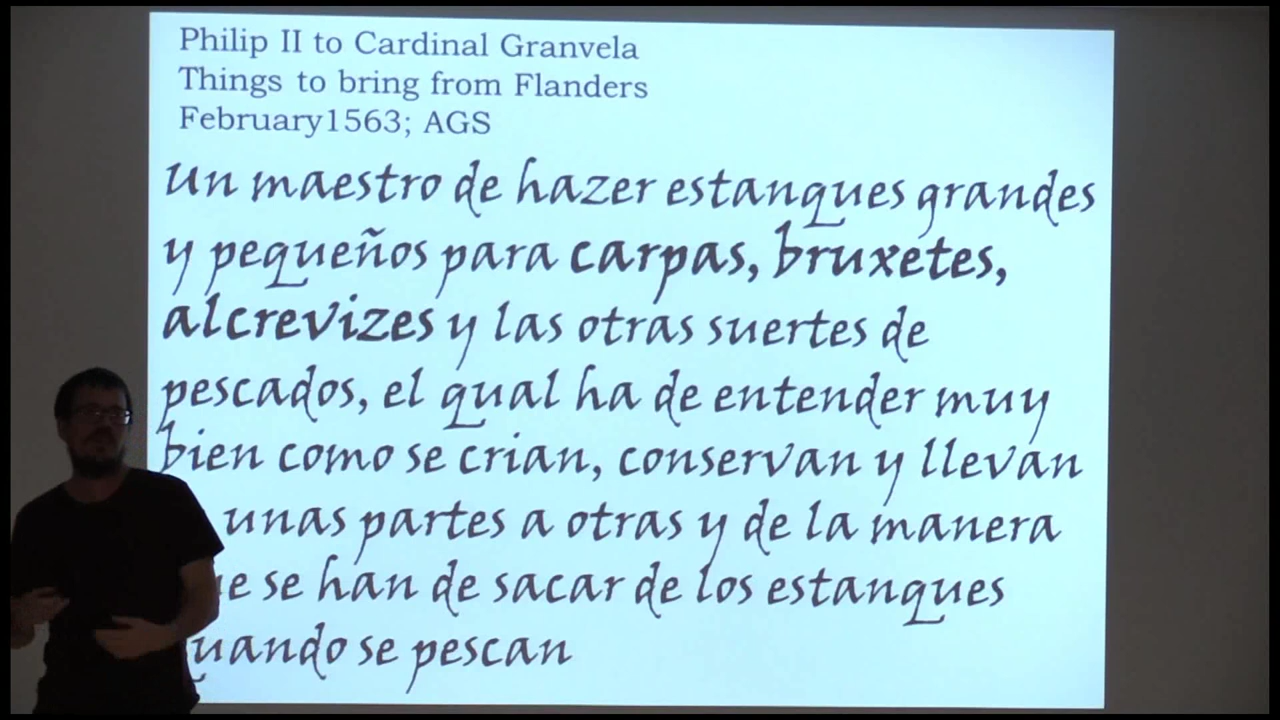 Philip II to Cardinal Granvela
Things to bring from Flanders
February1563; AGS
Un maestro de hazer estanques grandes
y pequeños para carpas, bruxetes,
alcrevizes y las otras suertes de
pescados, el qual ha de entender muy
bien como se crian, conservan y llevan
unas partes a otras y de la manera
se han de sacar de los estanques
se pescan